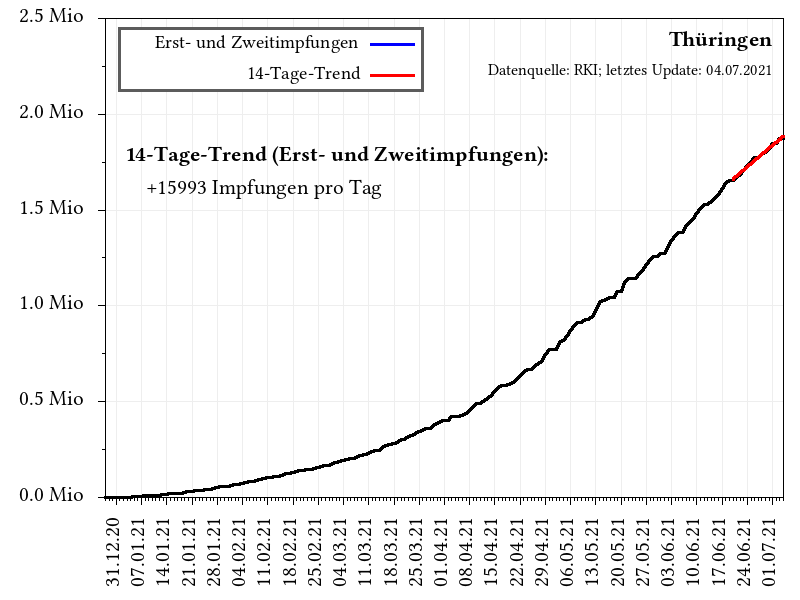 2.5 Mio
2.0 Mio
1.5 Mio
1.0 Mio
0.5 Mio
0.0 Mio
Erst- und Zweitimpfungen
14-Tage-Trend
Thüringen
Datenquelle: RKI; letztes Update: 04.07.2021
14-Tage-Trend (Erst- und Zweitimpfungen):
+15993 Impfungen pro Tag
31.12.20
07.01.21
14.01.21
21.01.21
28.01.21
04.02.21
11.02.21
18.02.21
25.02.21
04.03.21
11.03.21
18.03.21
25.03.21
01.04.21
08.04.21
15.04.21
22.04.21
29.04.21
06.05.21
13.05.21
20.05.21
27.05.21
03.06.21
10.06.21
17.06.21
24.06.21
01.07.21